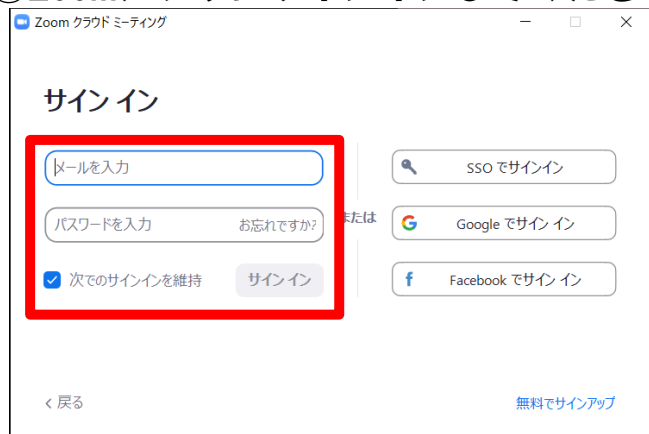 Zoom クラウド ミーティング
サイン イン
メールを入力
パスワードを入力 お忘れですか?
次でのサインインを維持 サイン イン
または
SSO でサインイン
Google でサイン イン
Facebook でサイン イン
< 戻る
無料でサインアップ